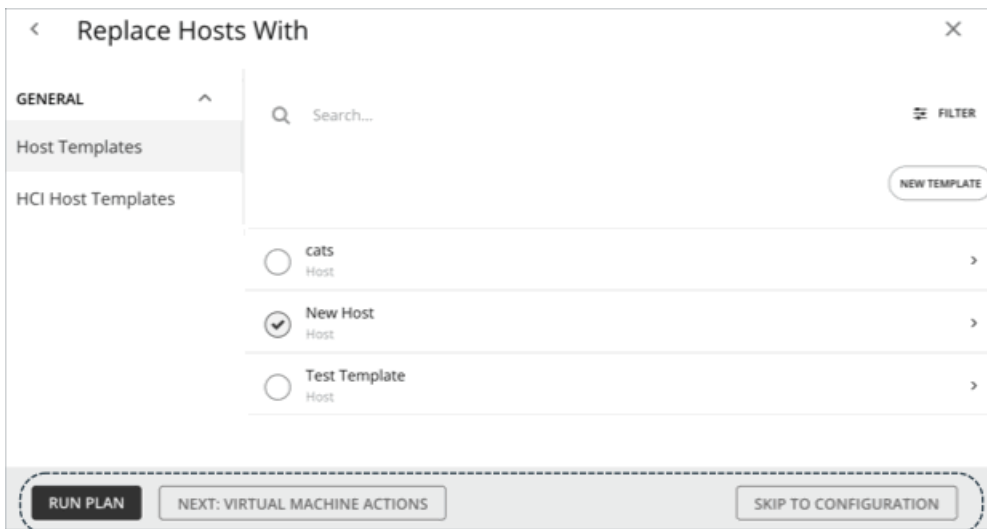 Replace Hosts With
GENERAL
Host Templates
HCI Host Templates
Search...
FILTER
NEW TEMPLATE
cats
Host
New Host
Host
Test Template
Host
RUN PLAN
NEXT: VIRTUAL MACHINE ACTIONS
SKIP TO CONFIGURATION